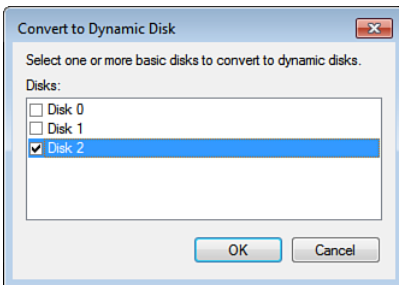 Convert to Dynamic Disk
Select one or more basic disks to convert to dynamic disks.
Disks:
Disk 0
Disk 1
Disk 2
OK Cancel